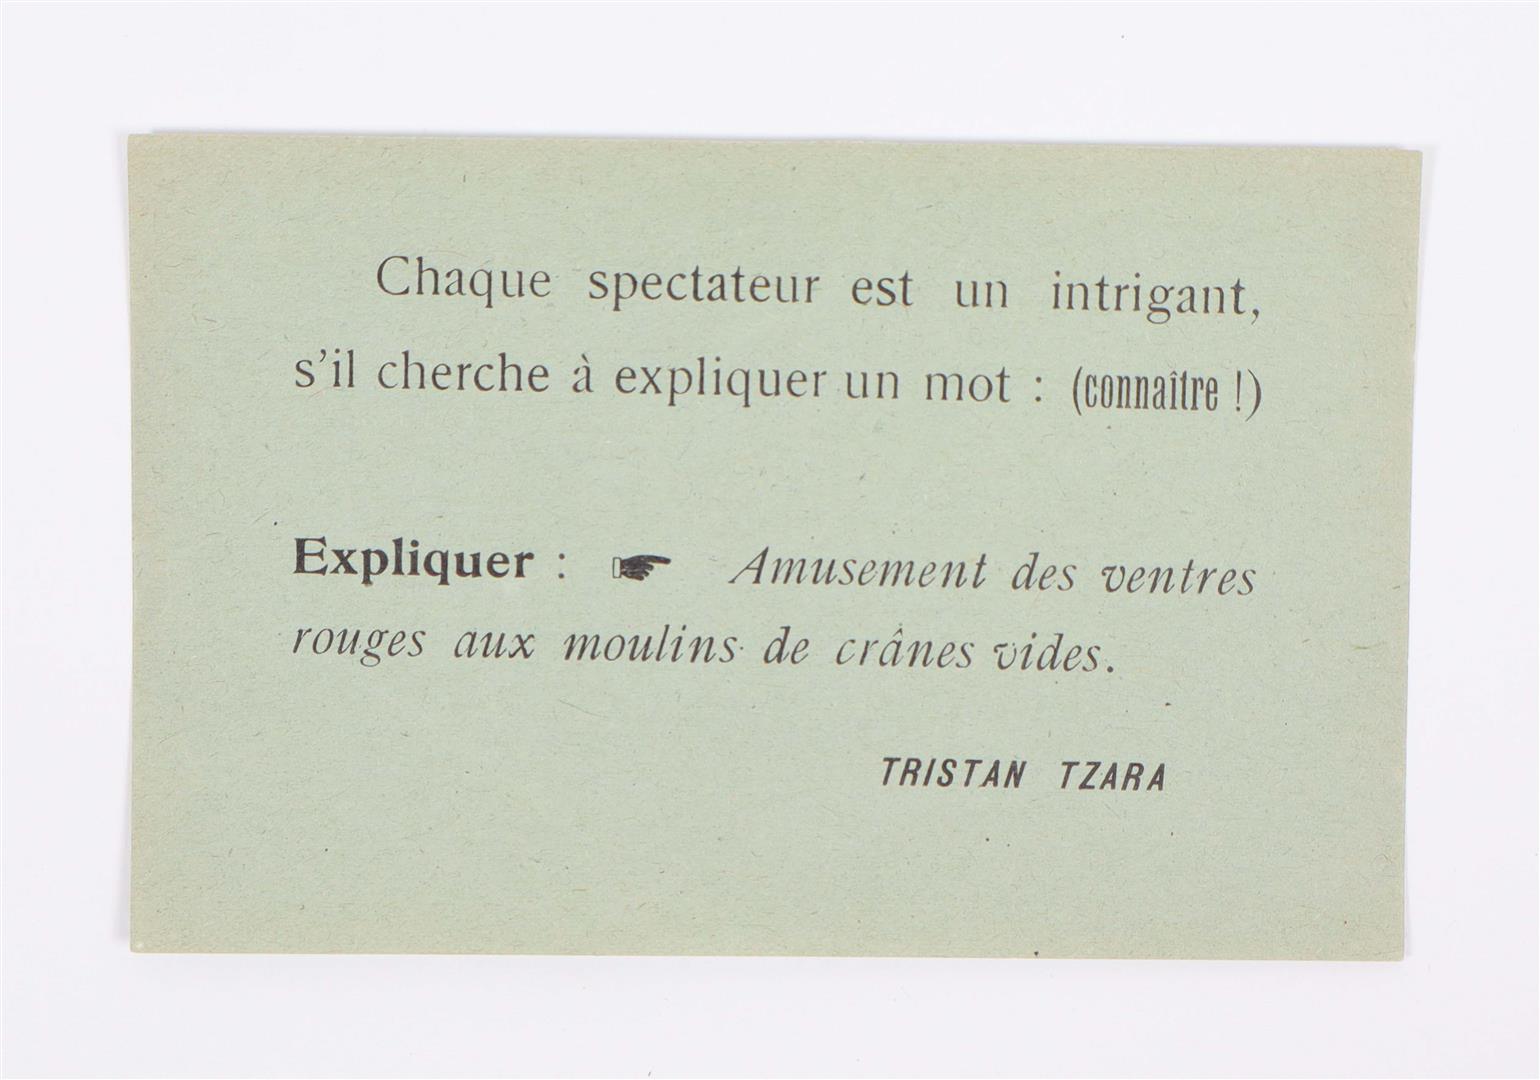 Chaque spectateur est un intrigant,
s'il cherche à expliquer un mot : (connaître !)
Expliquer : ☛ Amusement des ventres
rouges aux moulins de crânes vides.
TRISTAN TZARA